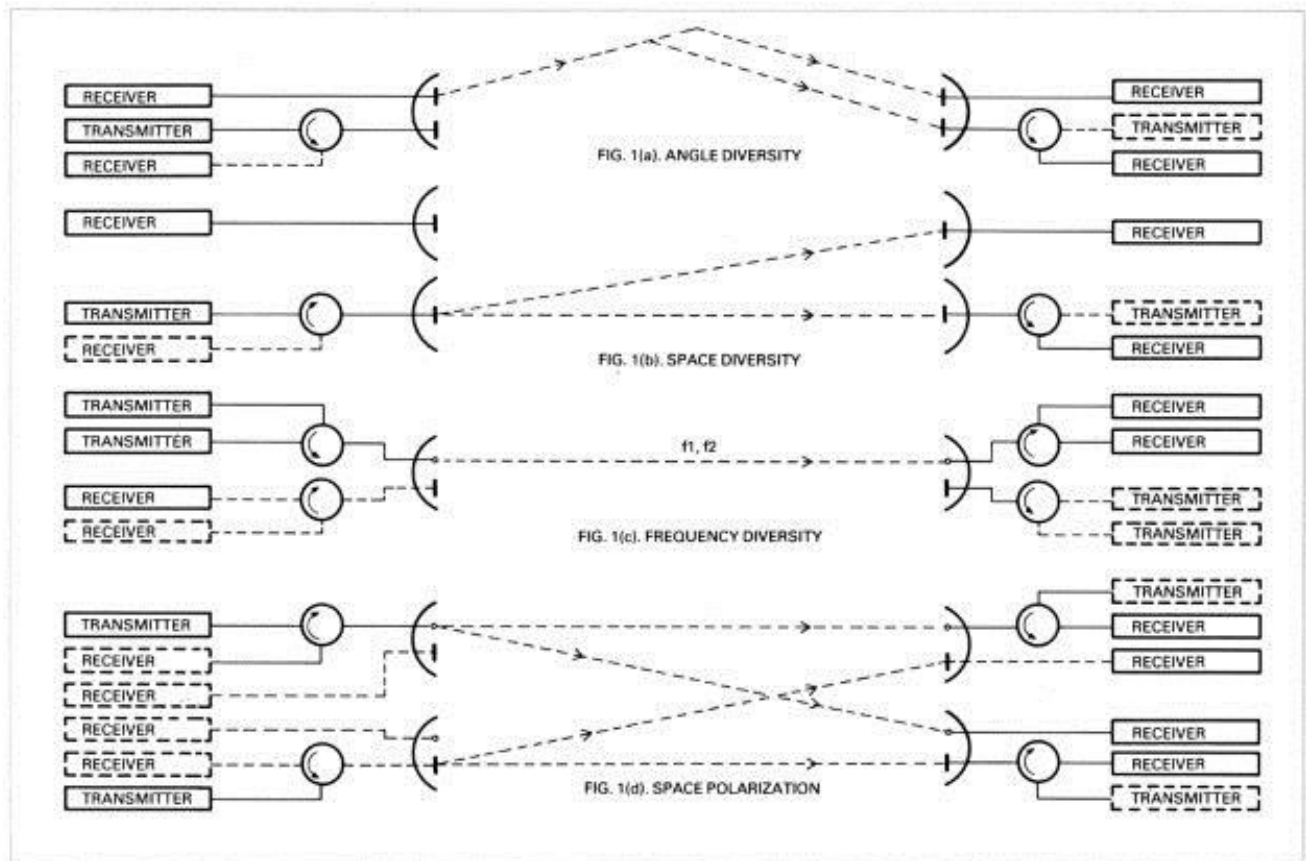 RECEIVER
TRANSMITTER
RECEIVER
RECEIVER
TRANSMITTER
RECEIVER
FIG. 1(a). ANGLE DIVERSITY
RECEIVER
TRANSMITTER
RECEIVER
RECEIVER
TRANSMITTER
RECEIVER
FIG. 1(b). SPACE DIVERSITY
TRANSMITTER
TRANSMITTER
RECEIVER
RECEIVER
f1, f2
RECEIVER
RECEIVER
TRANSMITTER
TRANSMITTER
FIG. 1(c). FREQUENCY DIVERSITY
TRANSMITTER
RECEIVER
RECEIVER
RECEIVER
RECEIVER
TRANSMITTER
TRANSMITTER
RECEIVER
RECEIVER
RECEIVER
RECEIVER
TRANSMITTER
FIG. 1(d). SPACE POLARIZATION